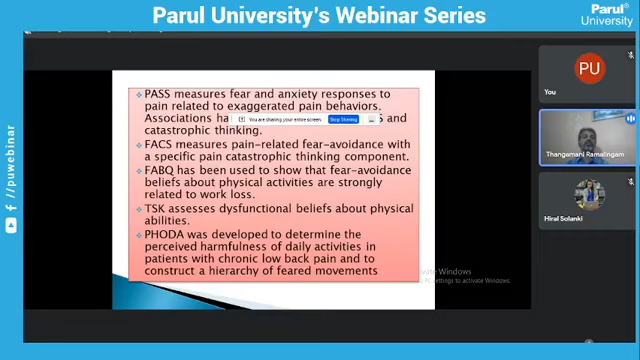 Parul University's Webinar Series
Parul®
University
PASS measures fear and anxiety responses to
pain related to exaggerated pain behaviors.
Associations ha
You are sharing your entire screen
Stop Sharing
S and
catastrophic thinking.
FACS measures pain-related fear-avoidance with
a specific pain catastrophic thinking component.
FABQ has been used to show that fear-avoidance
beliefs about physical activities are strongly
related to work loss.
TSK assesses dysfunctional beliefs about physical
abilities.
PHODA was developed to determine the
perceived harmfulness of daily activities in
patients with chronic low back pain and to
construct a hierarchy of feared movements
vate Windows
PC settings to activate Windows.
PU
You
Thangamani Ramalingam
Hiral Solanki
/puwebinar